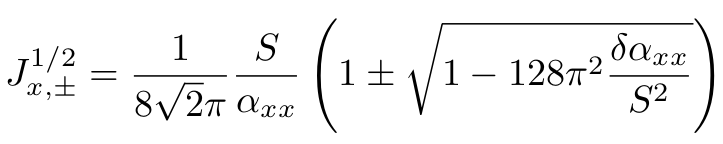 J_{x,\pm}^{1/2} = \frac{1}{8\sqrt{2}\pi} \frac{S}{\alpha_{xx}} \left( 1 \pm \sqrt{1 - 128\pi^2 \frac{\delta\alpha_{xx}}{S^2}} \right)